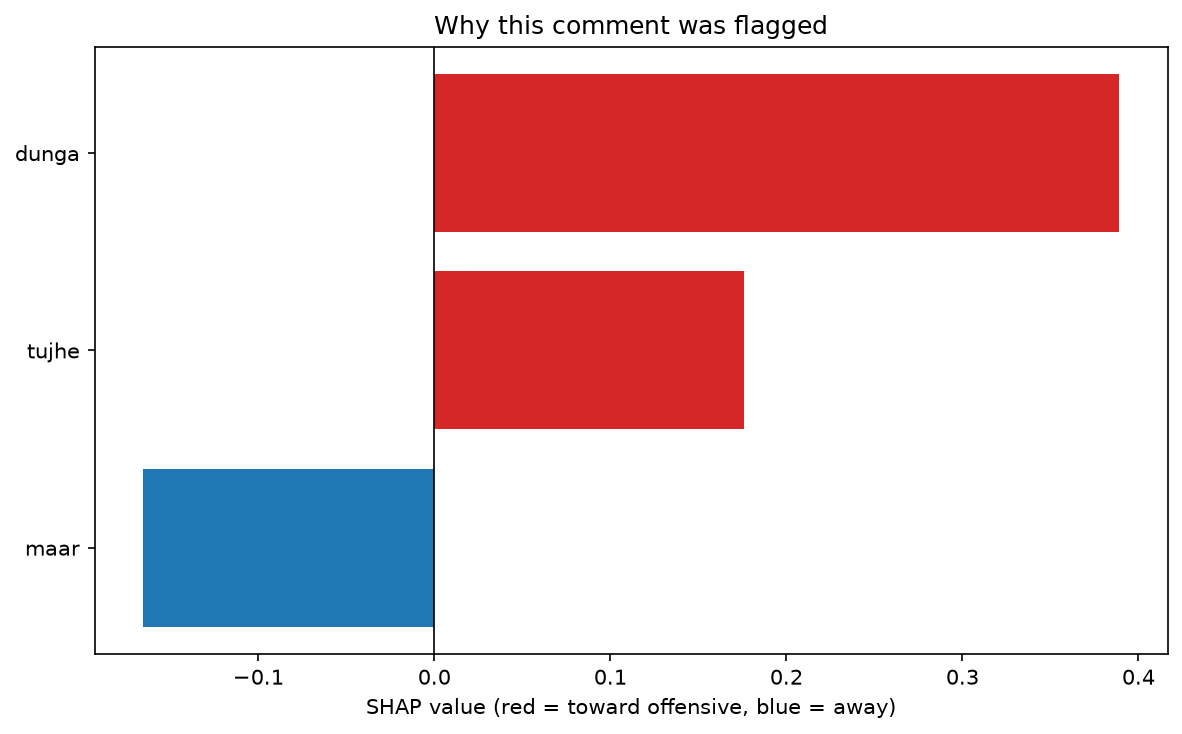 Why this comment was flagged
dunga
tujhe
maar
−0.1 0.0 0.1 0.2 0.3 0.4
SHAP value (red = toward offensive, blue = away)